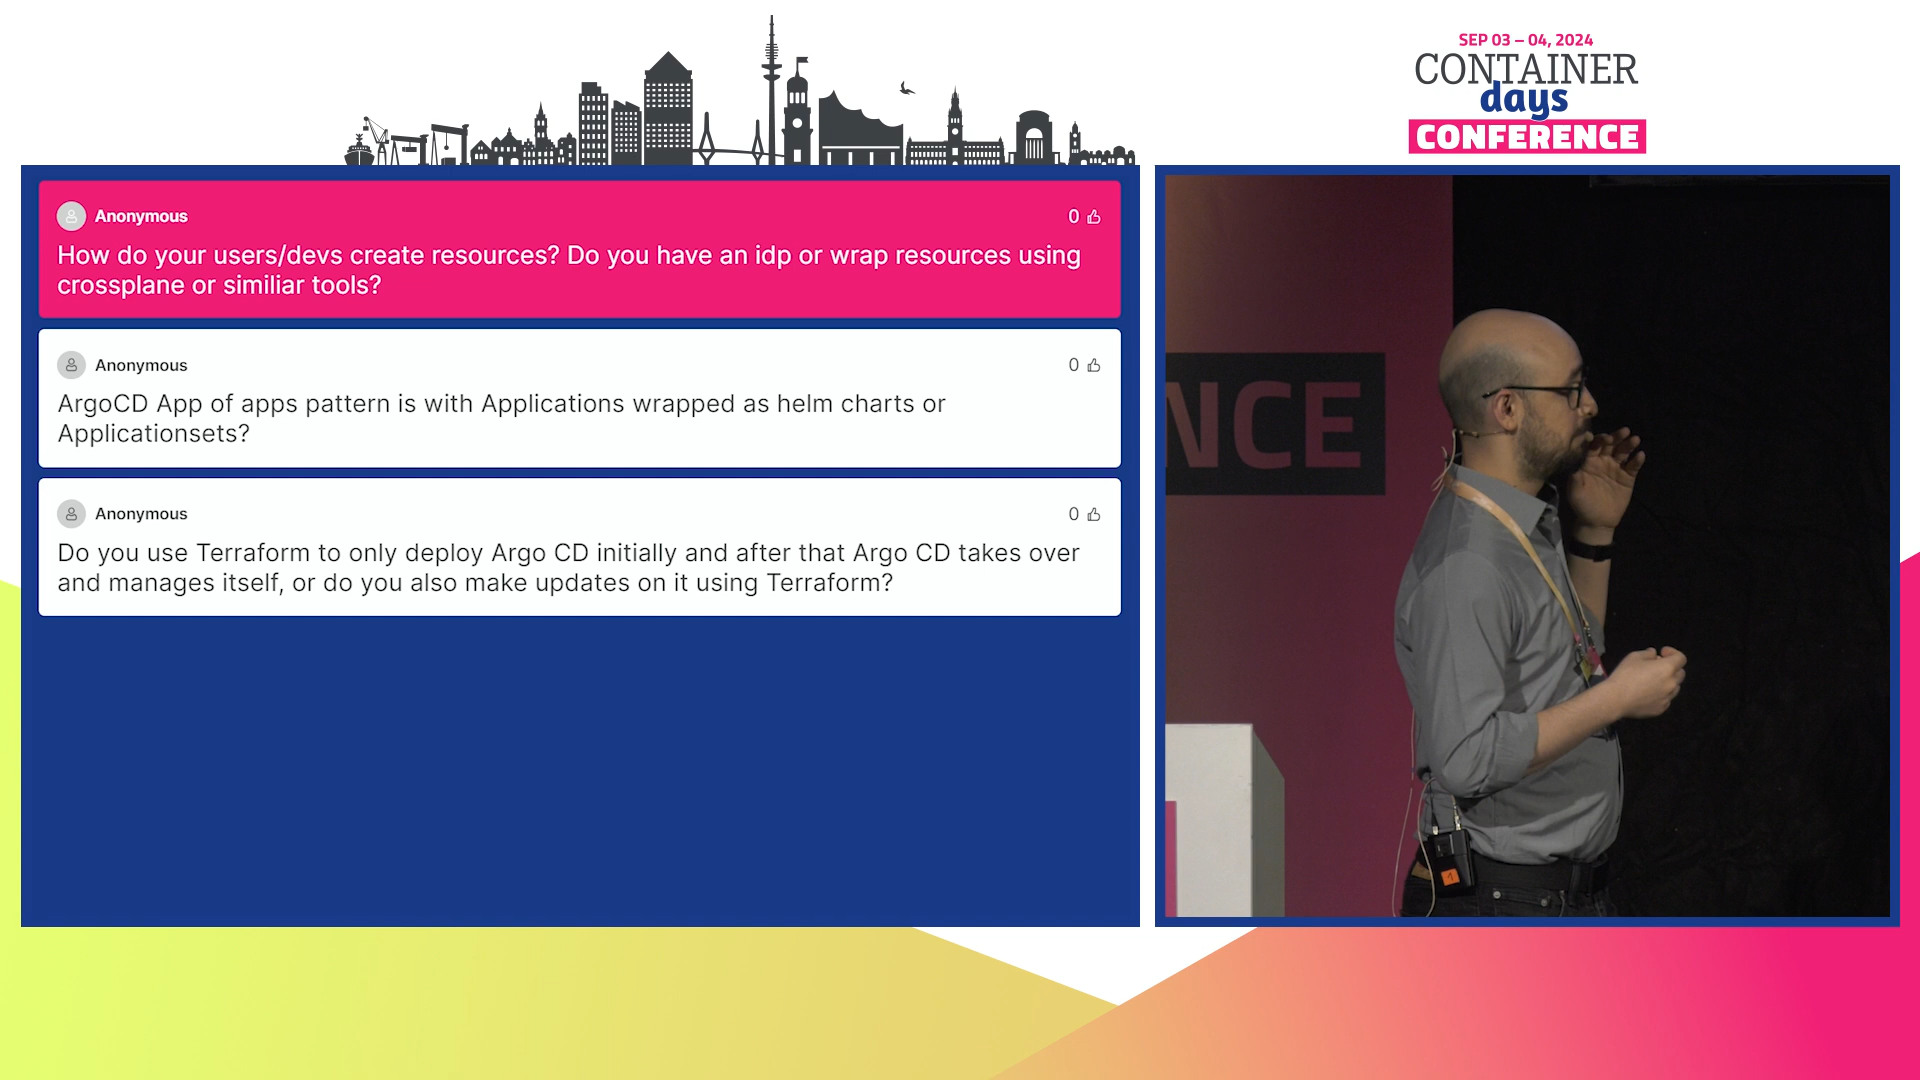 SEP 03 – 04, 2024
CONTAINER
days
CONFERENCE
Anonymous
0
How do your users/devs create resources? Do you have an idp or wrap resources using
crossplane or similiar tools?
Anonymous
0
ArgoCD App of apps pattern is with Applications wrapped as helm charts or
Applicationsets?
Anonymous
0
Do you use Terraform to only deploy Argo CD initially and after that Argo CD takes over
and manages itself, or do you also make updates on it using Terraform?
NCE
1